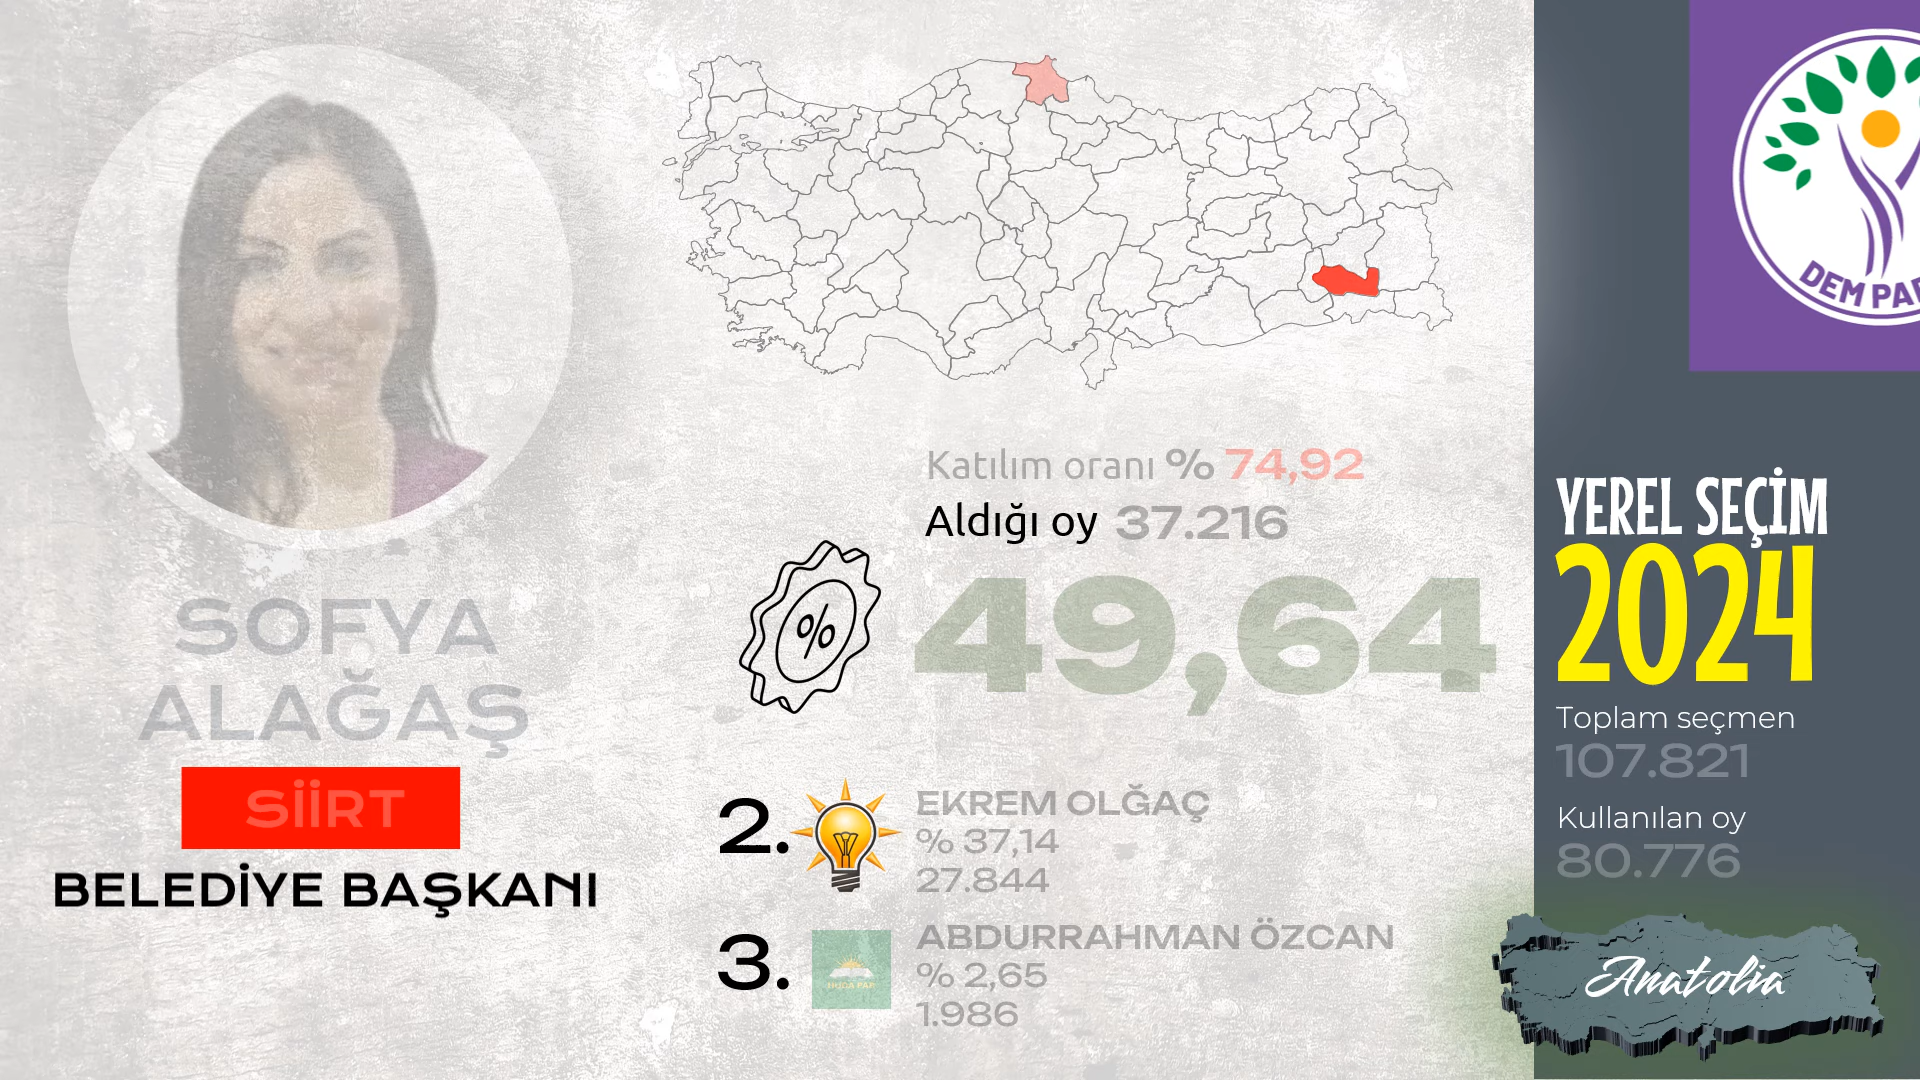 SOFYA
ALAĞAŞ
SİİRT
BELEDİYE BAŞKANI
Katılım oranı % 74,92
Aldığı oy 37.216
%
49,64
2.
EKREM OLĞAÇ
% 37,14
27.844
3.
ABDURRAHMAN ÖZCAN
% 2,65
1.986
DEM PAR
YEREL SEÇİM
2024
Toplam seçmen
107.821
Kullanılan oy
80.776
Anatolia